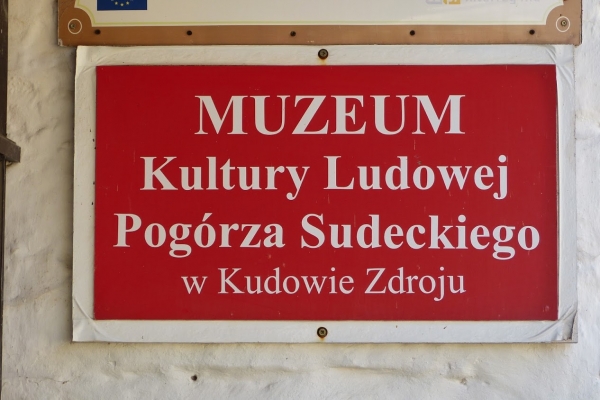 MUZEUM
Kultury Ludowej
Pogórza Sudeckiego
w Kudowie Zdroju